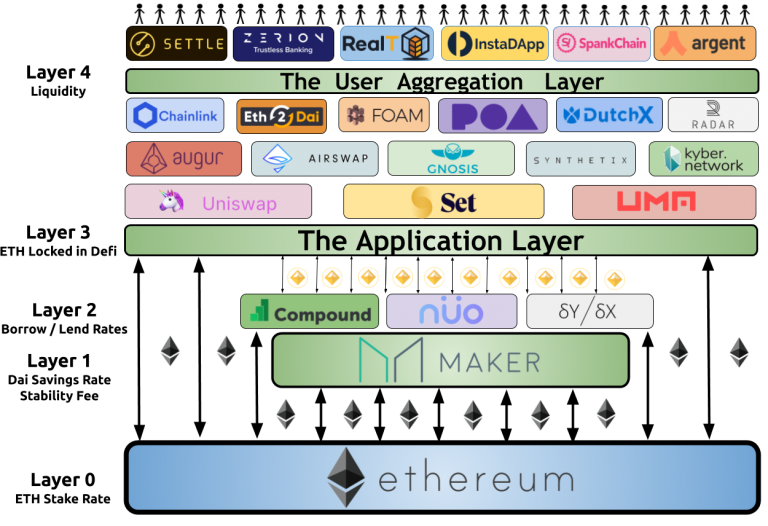 SETTLE
ZERION
Trustless Banking
RealT
InstaDApp
SpankChain
argent
Layer 4
Liquidity
The User Aggregation Layer
Chainlink
Eth2Dai
FOAM
POA
DutchX
RADAR
augur
AIRSWAP
GNOSIS
SYNTHETIX
kyber.
network
Uniswap
Set
UMA
Layer 3
ETH Locked in Defi
The Application Layer
Layer 2
Borrow / Lend Rates
Compound
nüo
δY/δX
Layer 1
Dai Savings Rate
Stability Fee
MAKER
Layer 0
ETH Stake Rate
ethereum